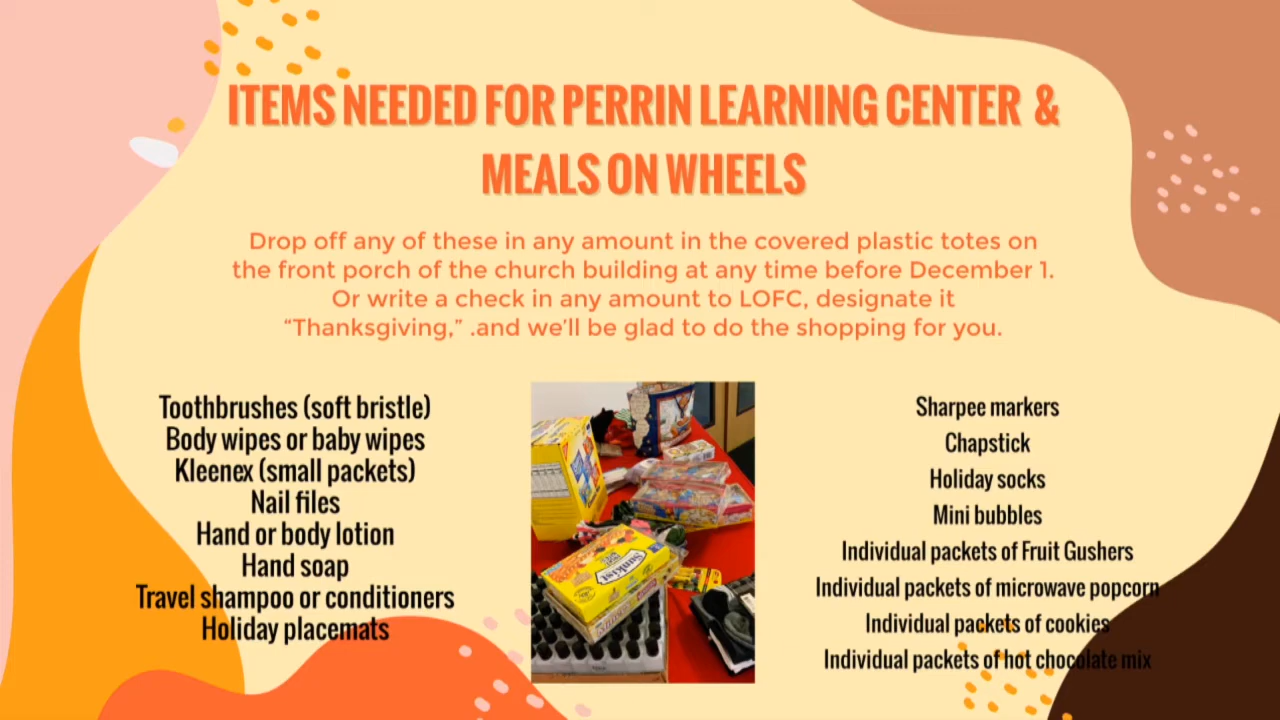 ITEMS NEEDED FOR PERRIN LEARNING CENTER &
MEALS ON WHEELS
Drop off any of these in any amount in the covered plastic totes on
the front porch of the church building at any time before December 1.
Or write a check in any amount to LOFC, designate it
“Thanksgiving,” .and we’ll be glad to do the shopping for you.
Toothbrushes (soft bristle)
Body wipes or baby wipes
Kleenex (small packets)
Nail files
Hand or body lotion
Hand soap
Travel shampoo or conditioners
Holiday placemats
Sunkist
Sharpee markers
Chapstick
Holiday socks
Mini bubbles
Individual packets of Fruit Gushers
Individual packets of microwave popcorn
Individual packets of cookies
Individual packets of hot chocolate mix